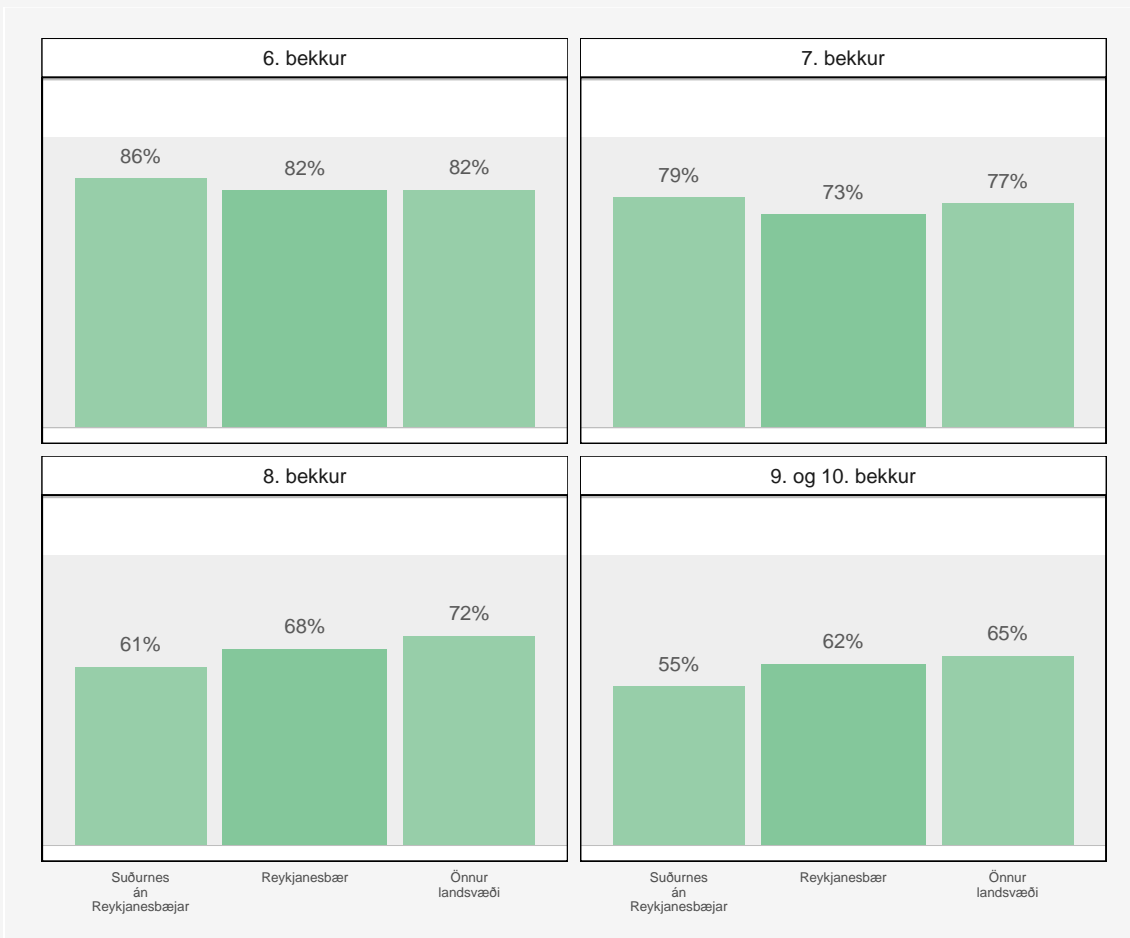 6. bekkur
86%
82%
82%
7. bekkur
79%
73%
77%
8. bekkur
61%
68%
72%
9. og 10. bekkur
55%
62%
65%
Suðurnes
án
Reykjanesbæjar
Reykjanesbær
Önnur
landsvæði
Suðurnes
án
Reykjanesbæjar
Reykjanesbær
Önnur
landsvæði